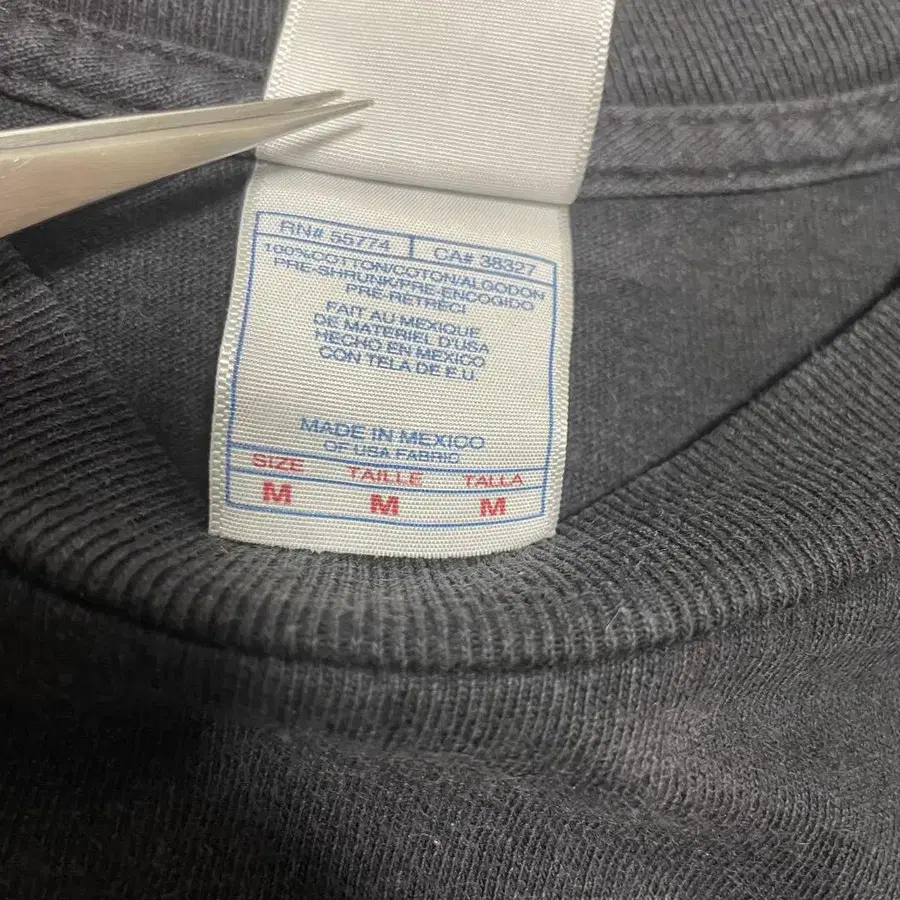 RN# 55774 CA# 38327
100%COTTON/COTON/ALGODON
PRE-SHRUNK/PRE-ENCOGIDO
PRE-RETRECI
FAIT AU MEXIQUE
DE MATERIEL D'USA
HECHO EN MEXICO
CON TELA DE E.U.
MADE IN MEXICO
OF USA FABRIC
SIZE TAILLE TALLA
M M M